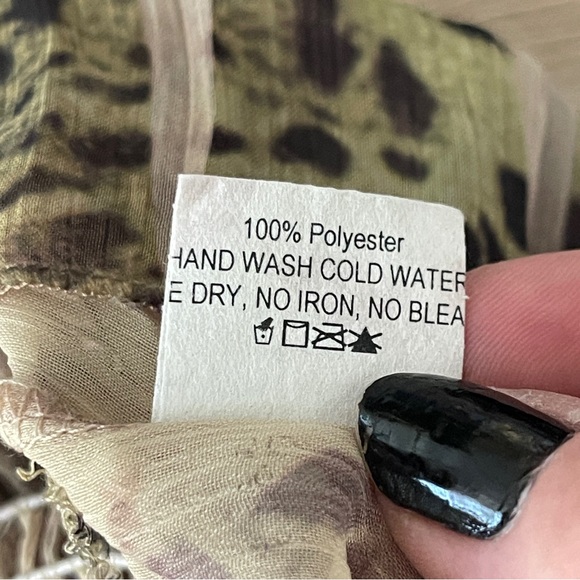 100% Polyester
HAND WASH COLD WATER
E DRY, NO IRON, NO BLEA